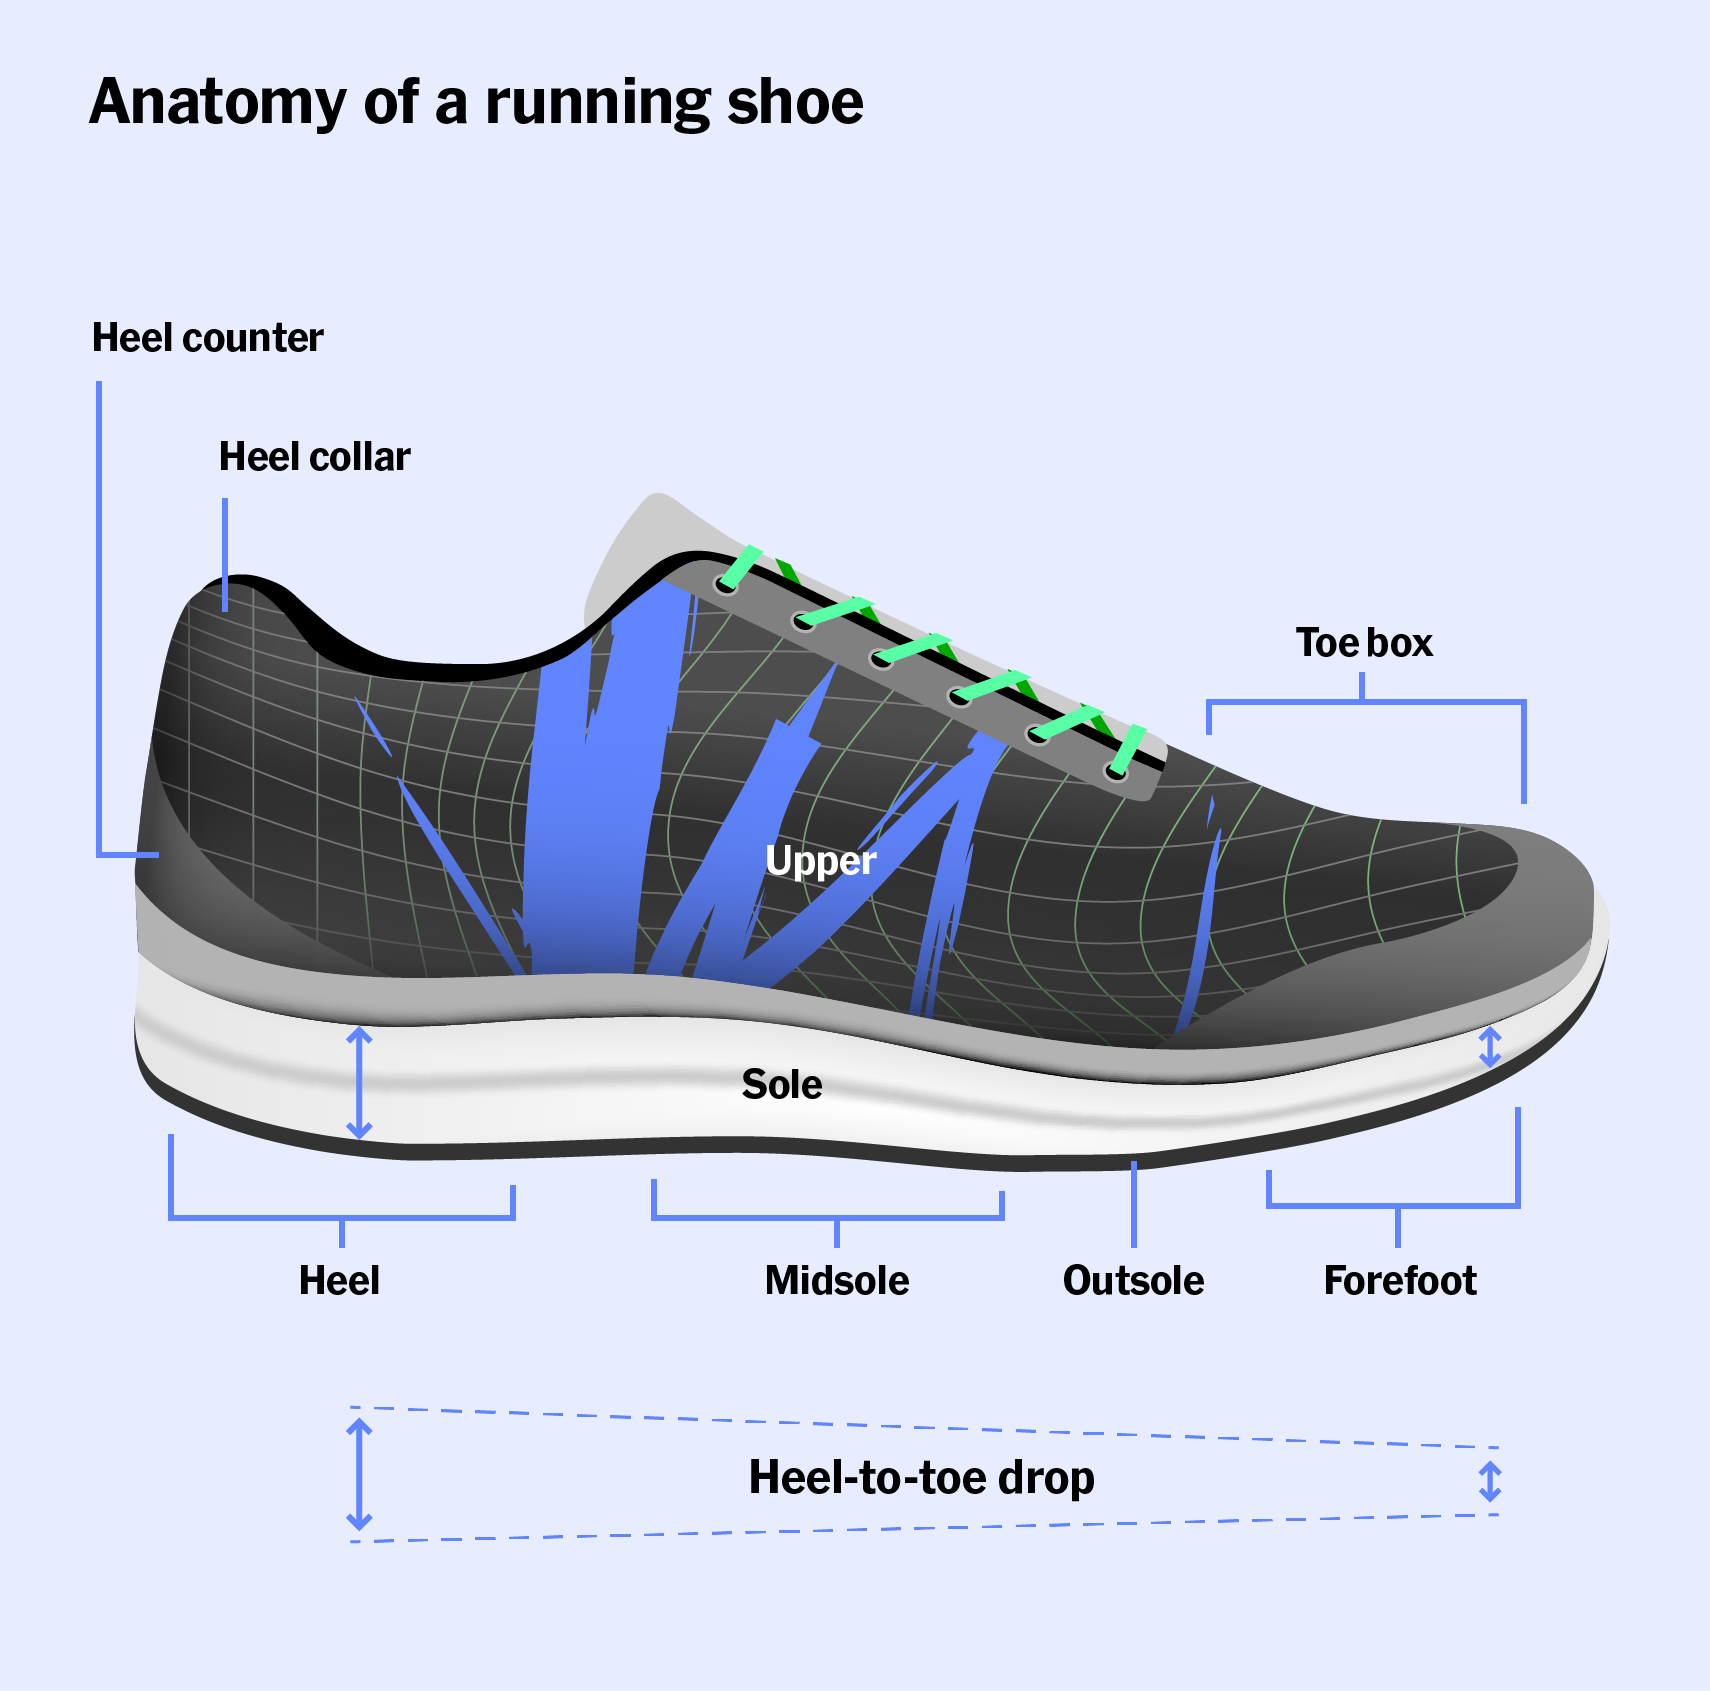 Anatomy of a running shoe
Heel counter
Heel collar
Toe box
Upper
Sole
Heel
Midsole
Outsole
Forefoot
Heel-to-toe drop